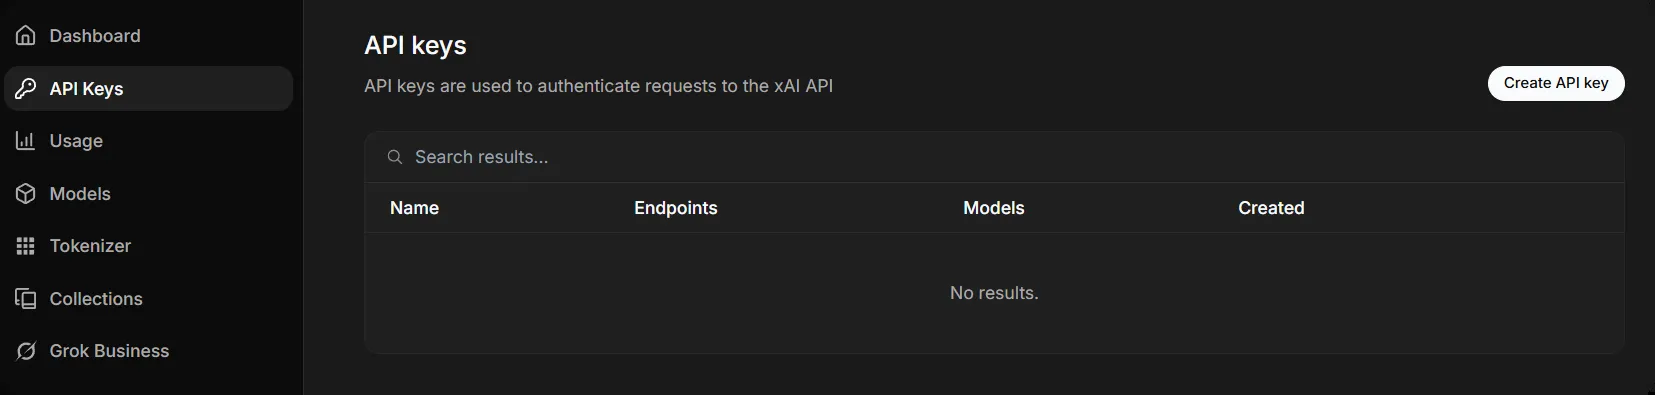 Dashboard
API Keys
Usage
Models
Tokenizer
Collections
Grok Business
API keys
API keys are used to authenticate requests to the xAI API
Create API key
Search results...
Name Endpoints Models Created
No results.